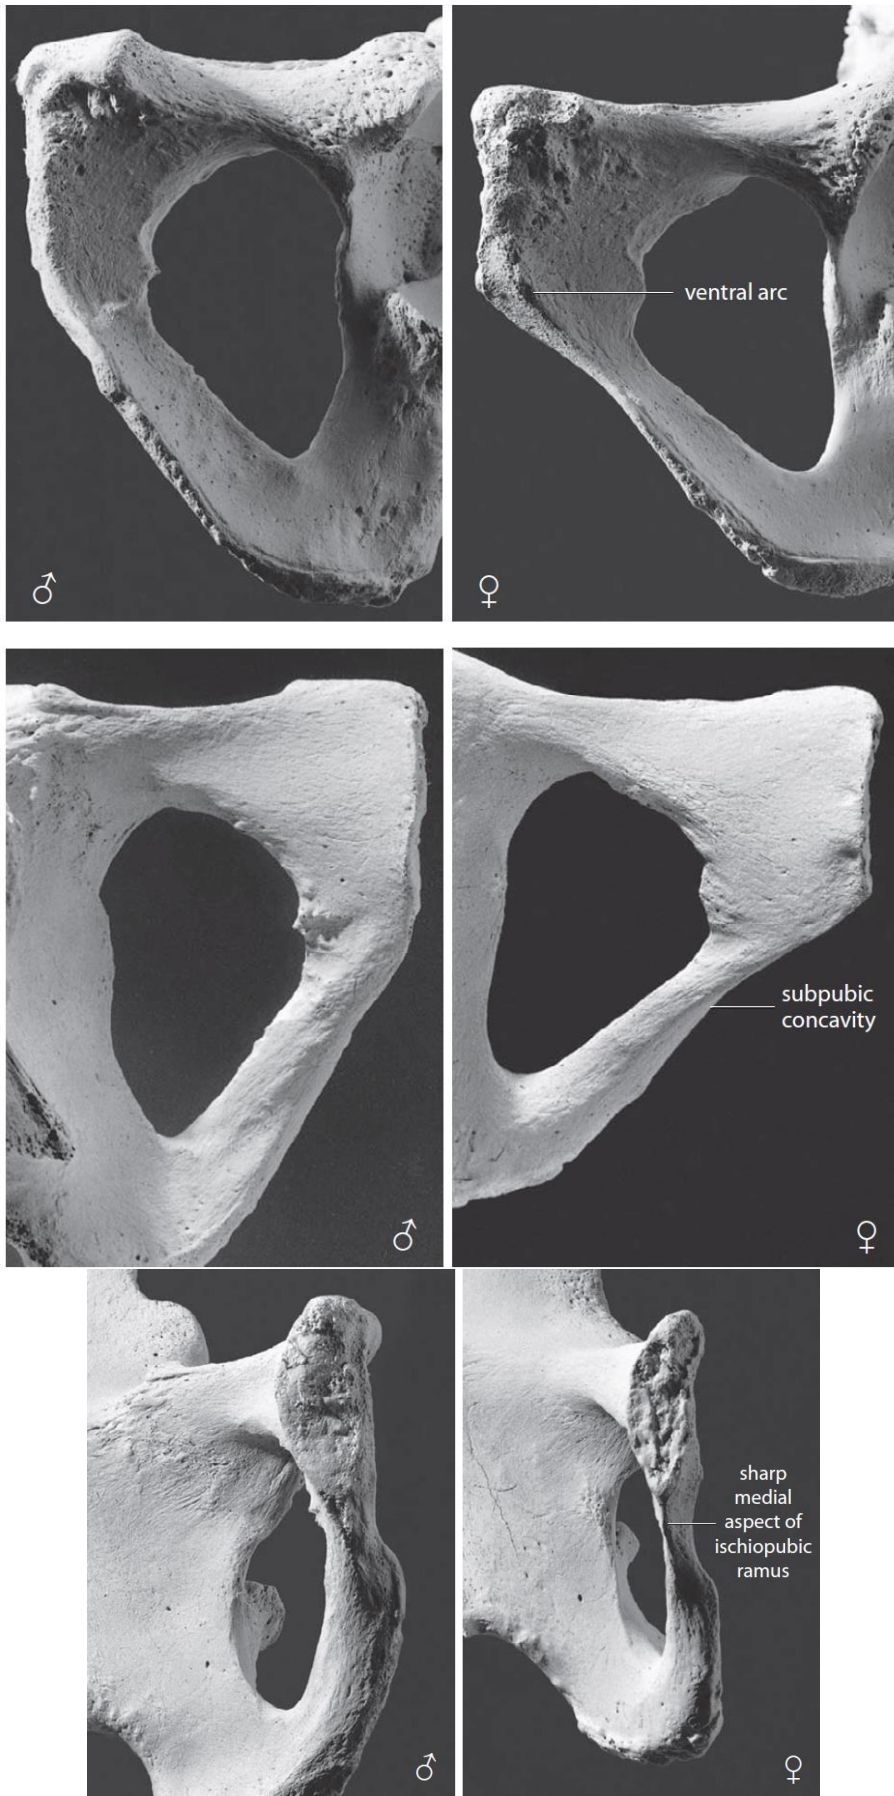 ventral arc
♂
♀
subpubic
concavity
♂
♀
sharp
medial
aspect of
ischiopubic
ramus
♂
♀